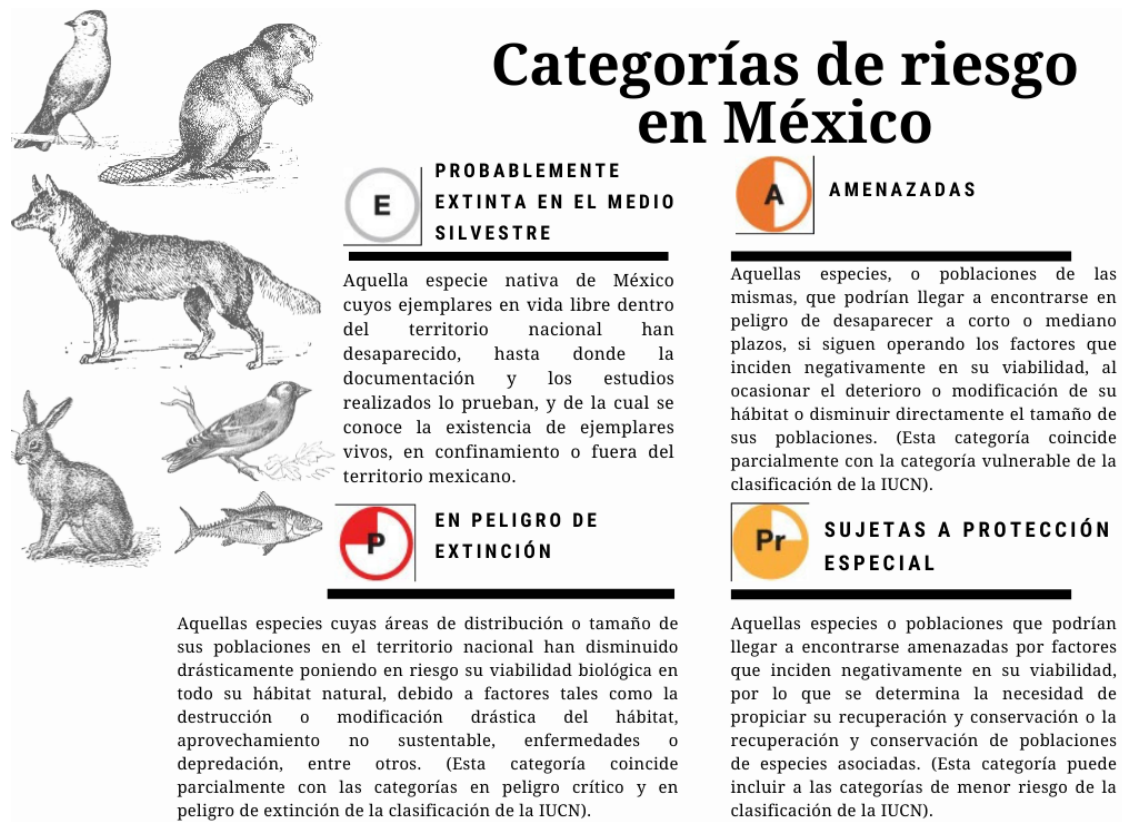 Categorías de riesgo
en México
E
PROBABLEMENTE
EXTINTA EN EL MEDIO
SILVESTRE
Aquella especie nativa de México
cuyos ejemplares en vida libre dentro
del territorio nacional han
desaparecido, hasta donde la
documentación y los estudios
realizados lo prueban, y de la cual se
conoce la existencia de ejemplares
vivos, en confinamiento o fuera del
territorio mexicano.
A
AMENAZADAS
Aquellas especies, o poblaciones de las
mismas, que podrían llegar a encontrarse en
peligro de desaparecer a corto o mediano
plazos, si siguen operando los factores que
inciden negativamente en su viabilidad, al
ocasionar el deterioro o modificación de su
hábitat o disminuir directamente el tamaño de
sus poblaciones. (Esta categoría coincide
parcialmente con la categoría vulnerable de la
clasificación de la IUCN).
P
EN PELIGRO DE
EXTINCIÓN
Aquellas especies cuyas áreas de distribución o tamaño de
sus poblaciones en el territorio nacional han disminuido
drásticamente poniendo en riesgo su viabilidad biológica en
todo su hábitat natural, debido a factores tales como la
destrucción o modificación drástica del hábitat,
aprovechamiento no sustentable, enfermedades o
depredación, entre otros. (Esta categoría coincide
parcialmente con las categorías en peligro crítico y en
peligro de extinción de la clasificación de la IUCN).
Pr
SUJETAS A PROTECCIÓN
ESPECIAL
Aquellas especies o poblaciones que podrían
llegar a encontrarse amenazadas por factores
que inciden negativamente en su viabilidad,
por lo que se determina la necesidad de
propiciar su recuperación y conservación o la
recuperación y conservación de poblaciones
de especies asociadas. (Esta categoría puede
incluir a las categorías de menor riesgo de la
clasificación de la IUCN).